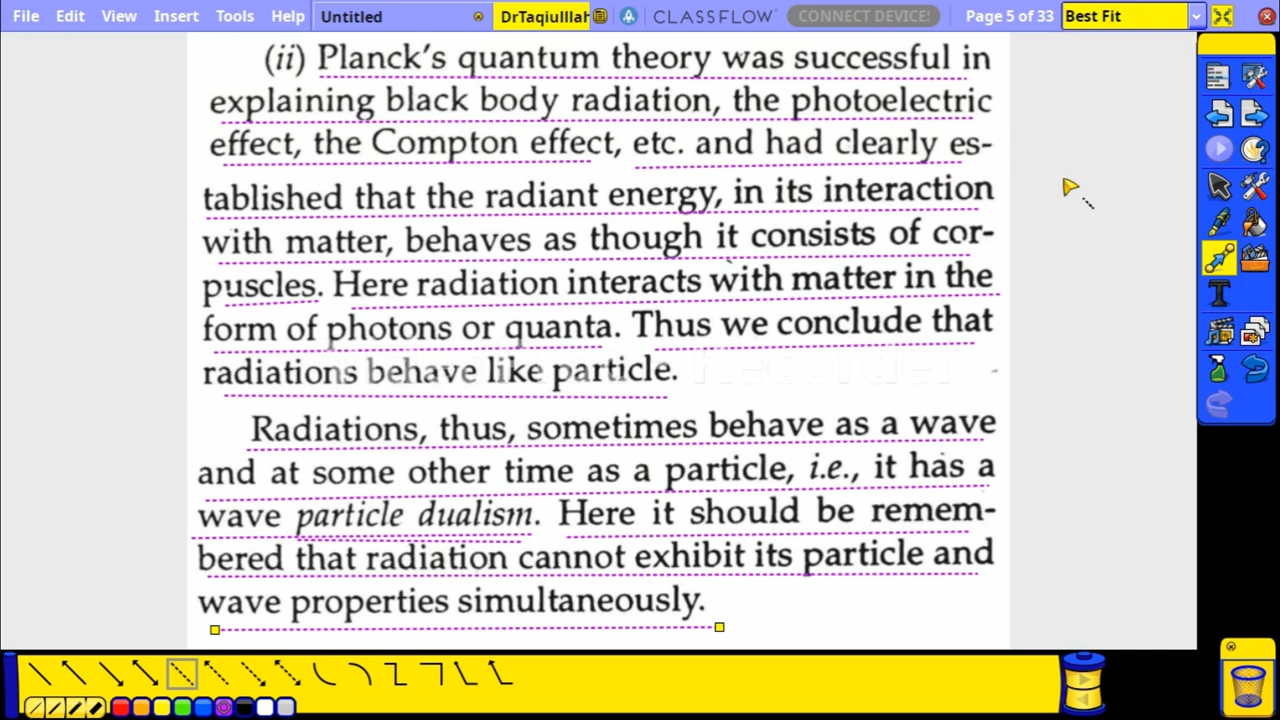 File Edit View Insert Tools Help Untitled DrTaqiulllah CLASSFLOW CONNECT DEVICE! Page 5 of 33 Best Fit
(ii) Planck's quantum theory was successful in
explaining black body radiation, the photoelectric
effect, the Compton effect, etc. and had clearly es-
tablished that the radiant energy, in its interaction
with matter, behaves as though it consists of cor-
puscles. Here radiation interacts with matter in the
form of photons or quanta. Thus we conclude that
radiations behave like particle.
Recorder
Radiations, thus, sometimes behave as a wave
and at some other time as a particle, i.e., it has a
wave particle dualism. Here it should be remem-
bered that radiation cannot exhibit its particle and
wave properties simultaneously.